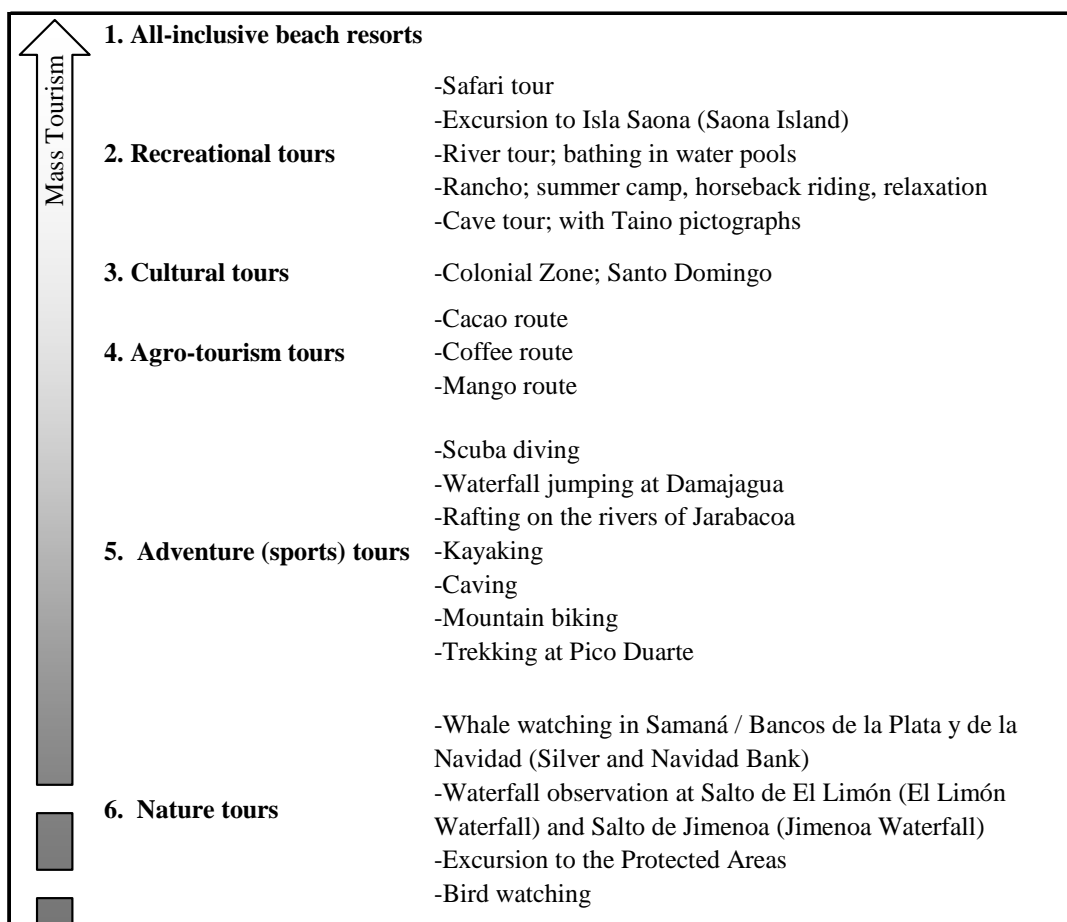 Mass Tourism
1. All-inclusive beach resorts
-Safari tour
-Excursion to Isla Saona (Saona Island)
2. Recreational tours
-River tour; bathing in water pools
-Rancho; summer camp, horseback riding, relaxation
-Cave tour; with Taino pictographs
3. Cultural tours
-Colonial Zone; Santo Domingo
-Cacao route
4. Agro-tourism tours
-Coffee route
-Mango route
-Scuba diving
-Waterfall jumping at Damajagua
-Rafting on the rivers of Jarabacoa
5. Adventure (sports) tours
-Kayaking
-Caving
-Mountain biking
-Trekking at Pico Duarte
-Whale watching in Samaná / Bancos de la Plata y de la
Navidad (Silver and Navidad Bank)
6. Nature tours
-Waterfall observation at Salto de El Limón (El Limón
Waterfall) and Salto de Jimenoa (Jimenoa Waterfall)
-Excursion to the Protected Areas
-Bird watching